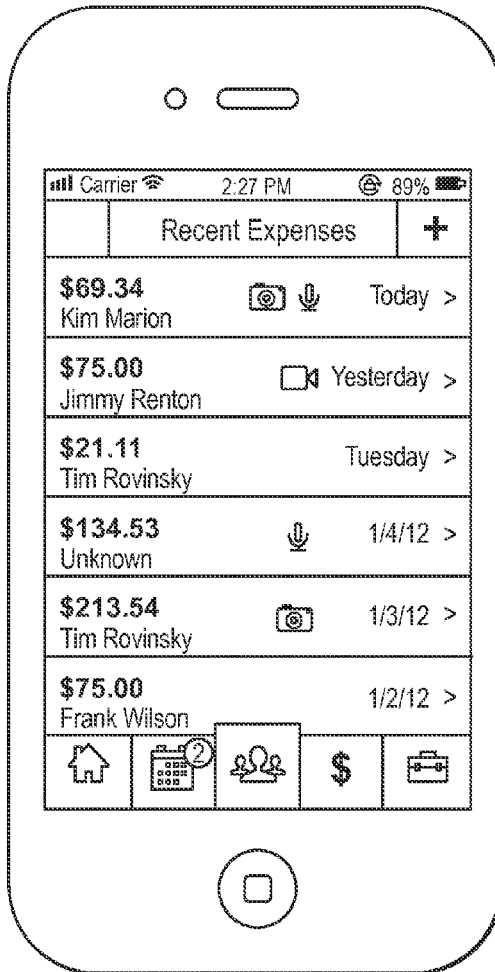 Carrier 2:27 PM 89%
Recent Expenses +
$69.34
Kim Marion
Today >
$75.00
Jimmy Renton
Yesterday >
$21.11
Tim Rovinsky
Tuesday >
$134.53
Unknown
1/4/12 >
$213.54
Tim Rovinsky
1/3/12 >
$75.00
Frank Wilson
1/2/12 >
2
$